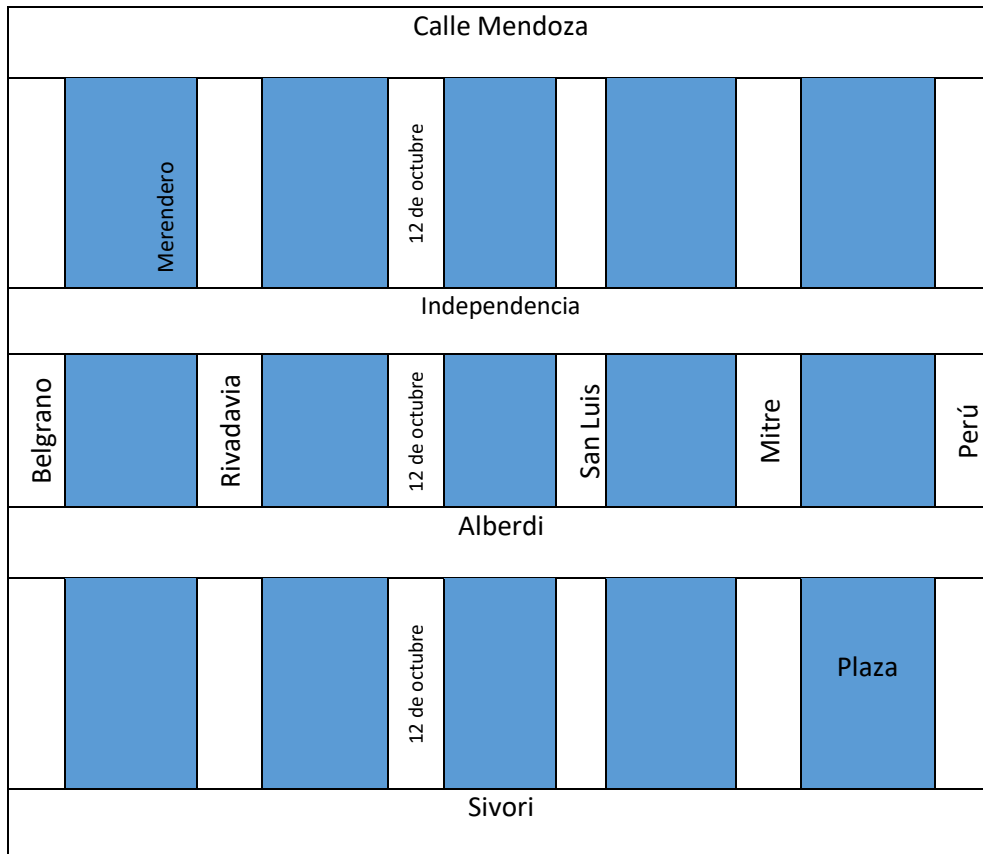 Calle Mendoza
Merendero
12 de octubre
Independencia
Belgrano
Rivadavia
12 de octubre
San Luis
Mitre
Perú
Alberdi
12 de octubre
Plaza
Sivori